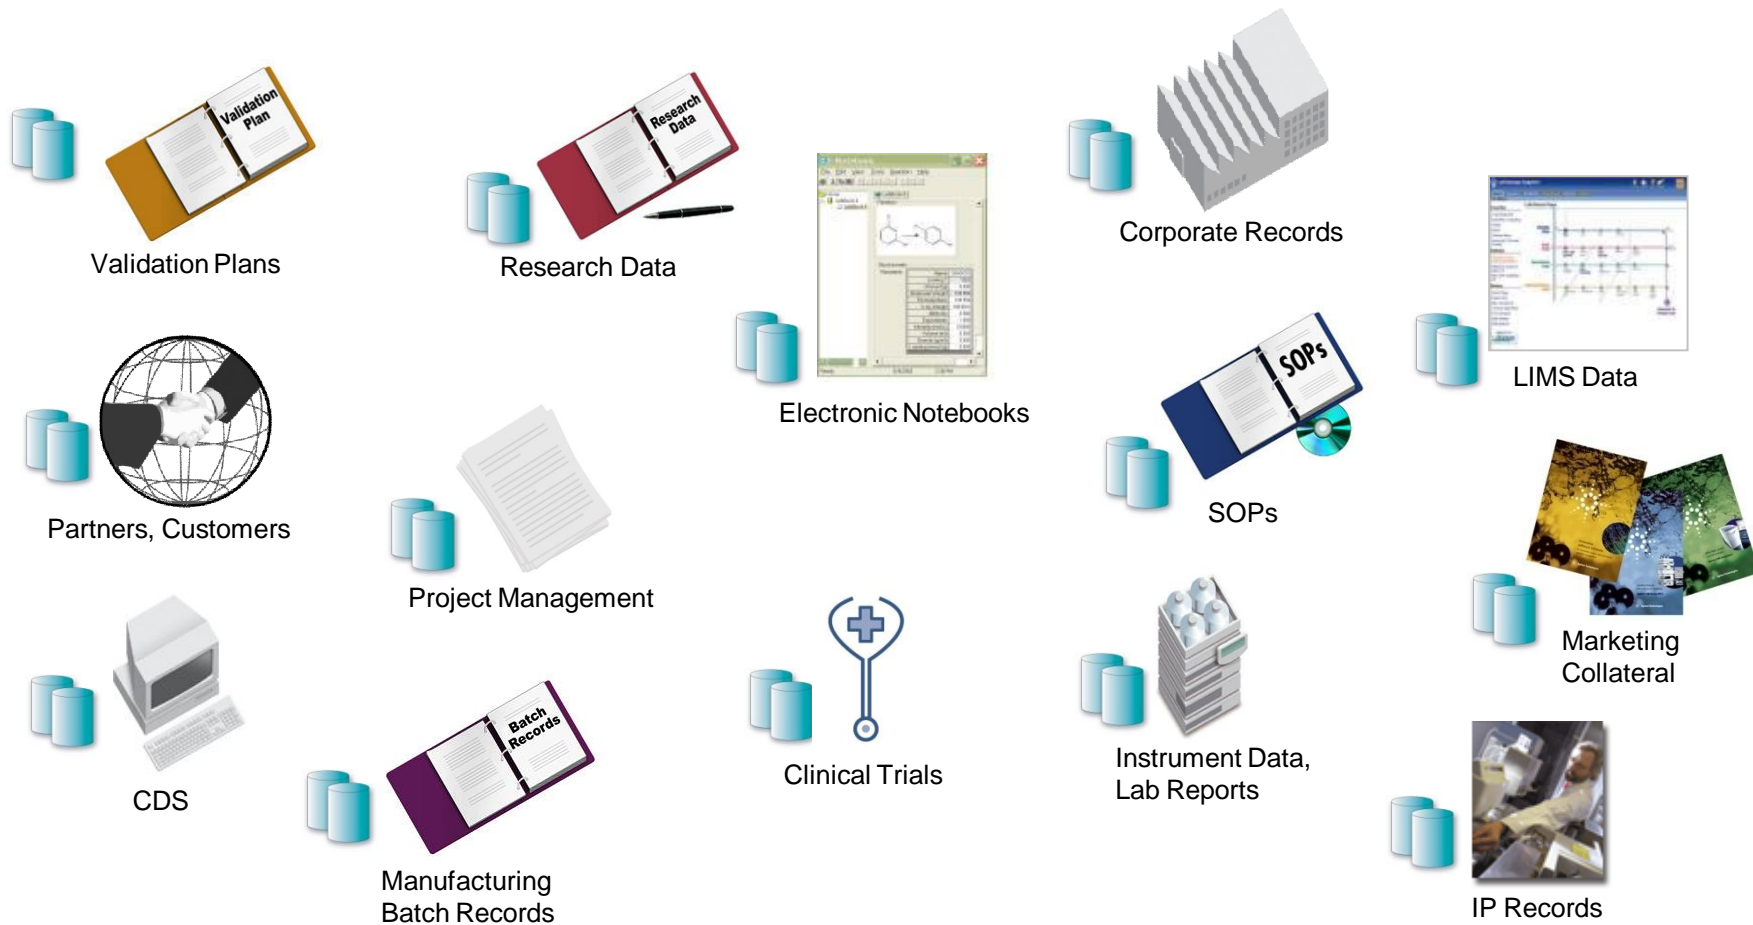 Validation
Plan
Validation Plans
Research
Data
Research Data
Electronic Notebooks
Corporate Records
LIMS Data
Partners, Customers
Project Management
SOPs
SOPs
Marketing
Collateral
CDS
Batch
Records
Manufacturing
Batch Records
Clinical Trials
Instrument Data,
Lab Reports
IP Records